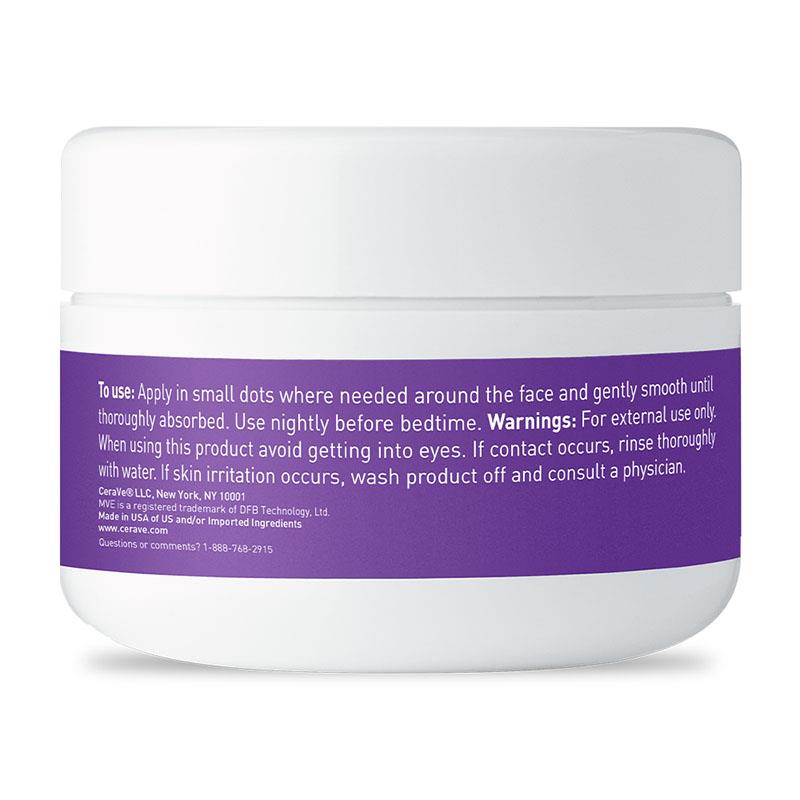 To use: Apply in small dots where needed around the face and gently smooth until
thoroughly absorbed. Use nightly before bedtime. Warnings: For external use only.
When using this product avoid getting into eyes. If contact occurs, rinse thoroughly
with water. If skin irritation occurs, wash product off and consult a physician.
CeraVe® LLC, New York, NY 10001
MVE is a registered trademark of DFB Technology, Ltd.
Made in USA of US and/or Imported Ingredients
www.cerave.com
Questions or comments? 1-888-768-2915